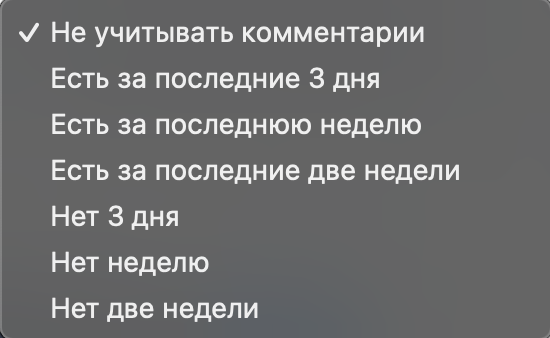 ✓ Не учитывать комментарии
Есть за последние 3 дня
Есть за последнюю неделю
Есть за последние две недели
Нет 3 дня
Нет неделю
Нет две недели